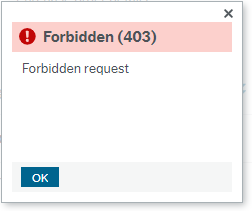 Forbidden (403)
Forbidden request
OK